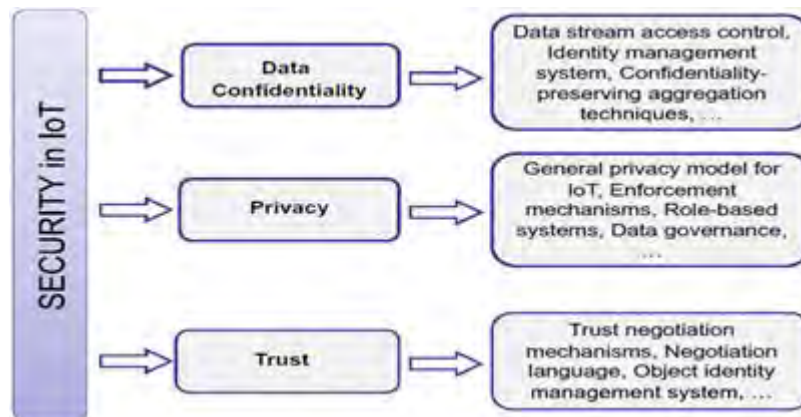 SECURITY in IoT
Data
Confidentiality
Data stream access control,
Identity management
system, Confidentiality-
preserving aggregation
techniques, ...
Privacy
General privacy model for
IoT, Enforcement
mechanisms, Role-based
systems, Data governance,
...
Trust
Trust negotiation
mechanisms, Negotiation
language, Object identity
management system, ...